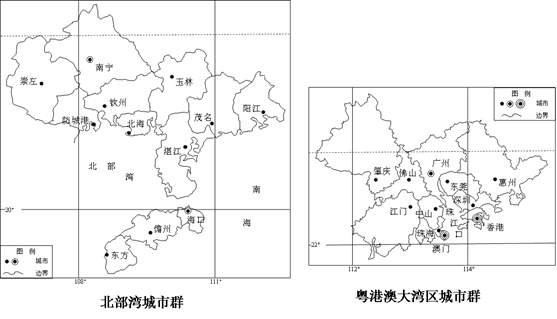 南宁
崇左
玉林
钦州
阳江
防城港
北海
茂名
湛江
北部湾
南海
20°
海口
儋州
东方
图 例
城市
边界
108°
111°
北部湾城市群
图 例
城市
边界
广州
肇庆
佛山
东莞
惠州
深圳
江门
中山
珠江口
香港
珠海
澳门
22°
112°
114°
粤港澳大湾区城市群